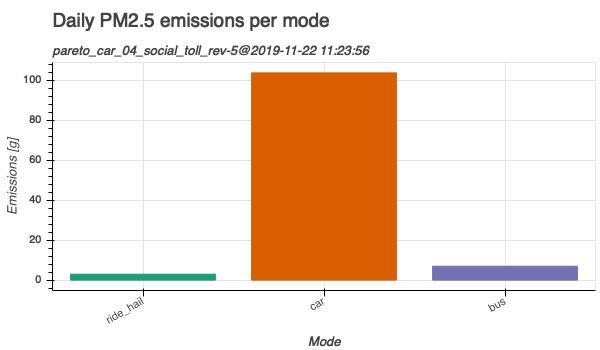 Daily PM2.5 emissions per mode
pareto_car_04_social_toll_rev-5@2019-11-22 11:23:56
Emissions [g]
100
80
60
40
20
0
ride_hail
car
bus
Mode